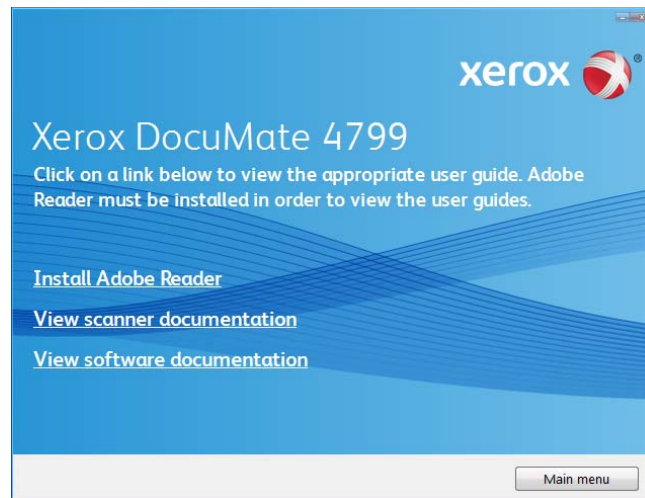 xerox
Xerox DocuMate 4799
Click on a link below to view the appropriate user guide. Adobe
Reader must be installed in order to view the user guides.
Install Adobe Reader
View scanner documentation
View software documentation
Main menu